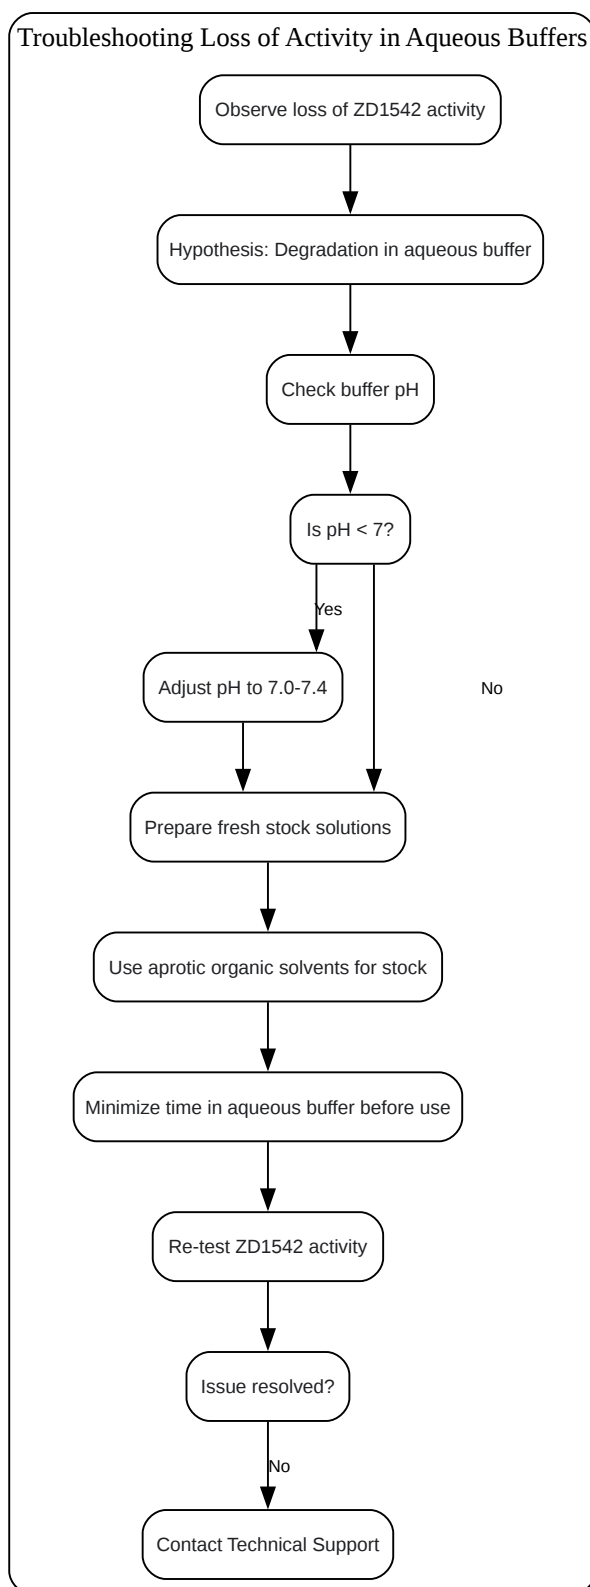 Troubleshooting Loss of Activity in Aqueous Buffers
Observe loss of ZD1542 activity
Hypothesis: Degradation in aqueous buffer
Check buffer pH
Is pH < 7?
Yes
Adjust pH to 7.0-7.4
No
Prepare fresh stock solutions
Use aprotic organic solvents for stock
Minimize time in aqueous buffer before use
Re-test ZD1542 activity
Issue resolved?
No
Contact Technical Support